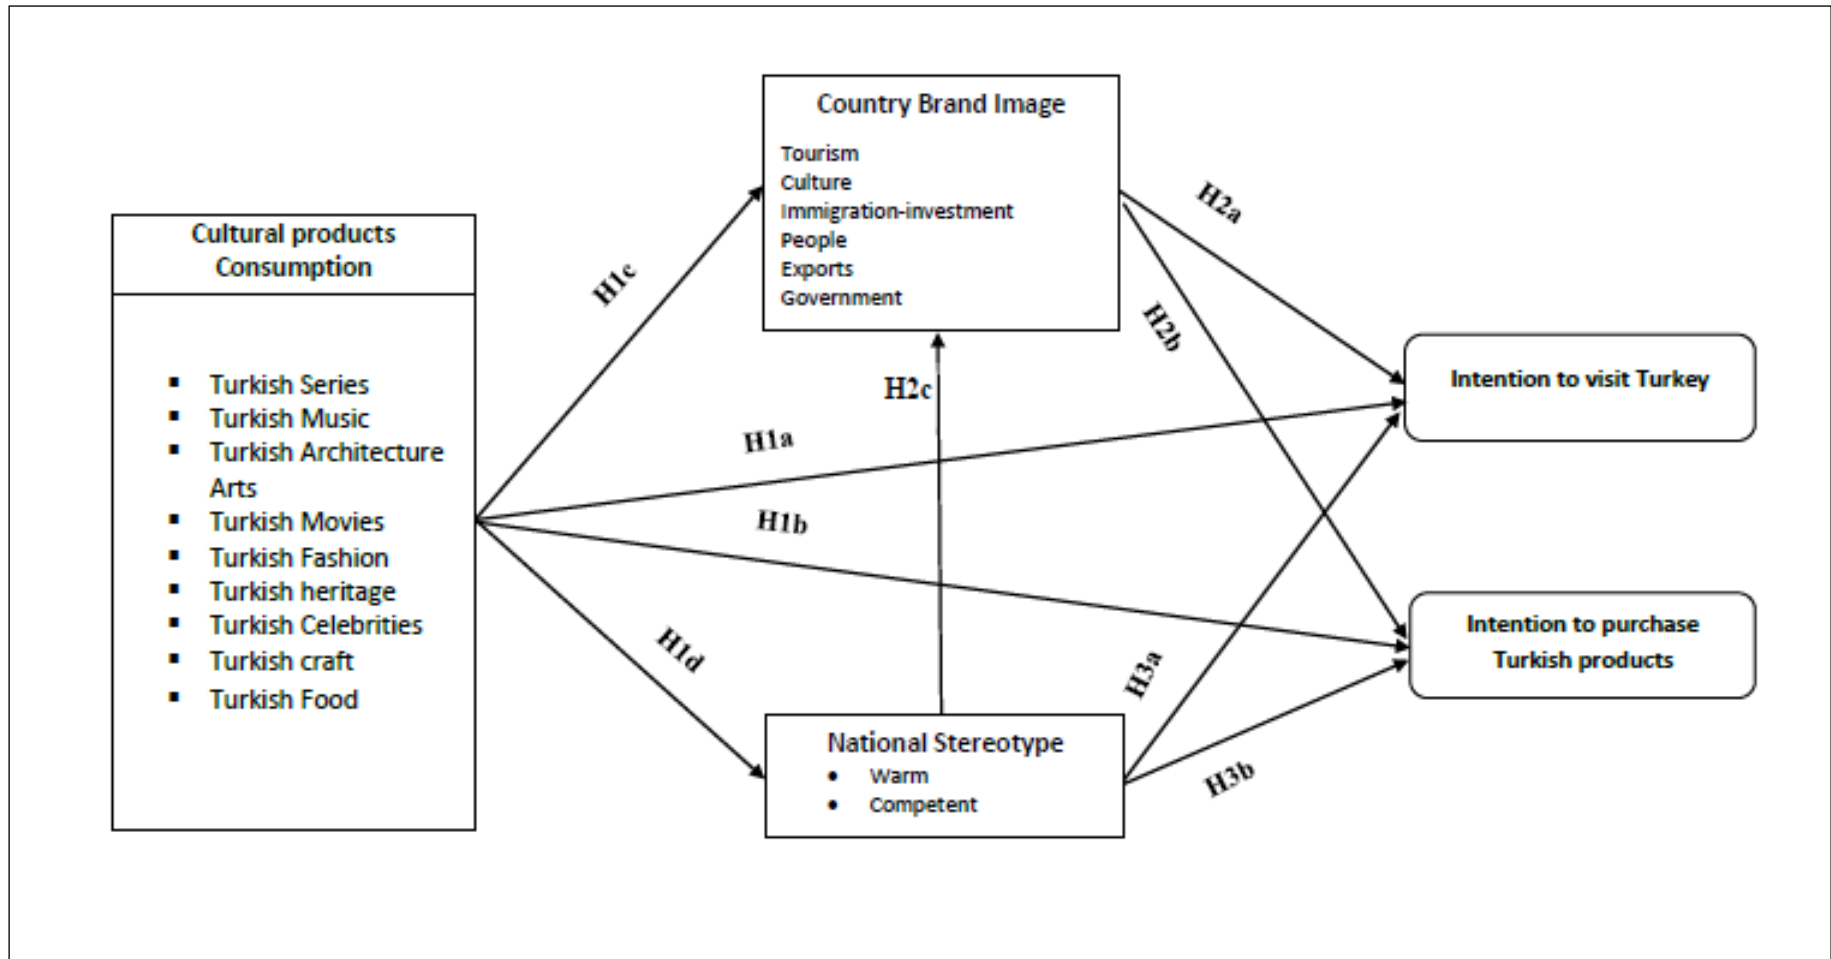 Cultural products
Consumption
▪ Turkish Series
▪ Turkish Music
▪ Turkish Architecture
Arts
▪ Turkish Movies
▪ Turkish Fashion
▪ Turkish heritage
▪ Turkish Celebrities
▪ Turkish craft
▪ Turkish Food
H1c
H1a
H1b
H1d
Country Brand Image
Tourism
Culture
Immigration-investment
People
Exports
Government
H2c
National Stereotype
• Warm
• Competent
H2a
H2b
H3a
H3b
Intention to visit Turkey
Intention to purchase
Turkish products